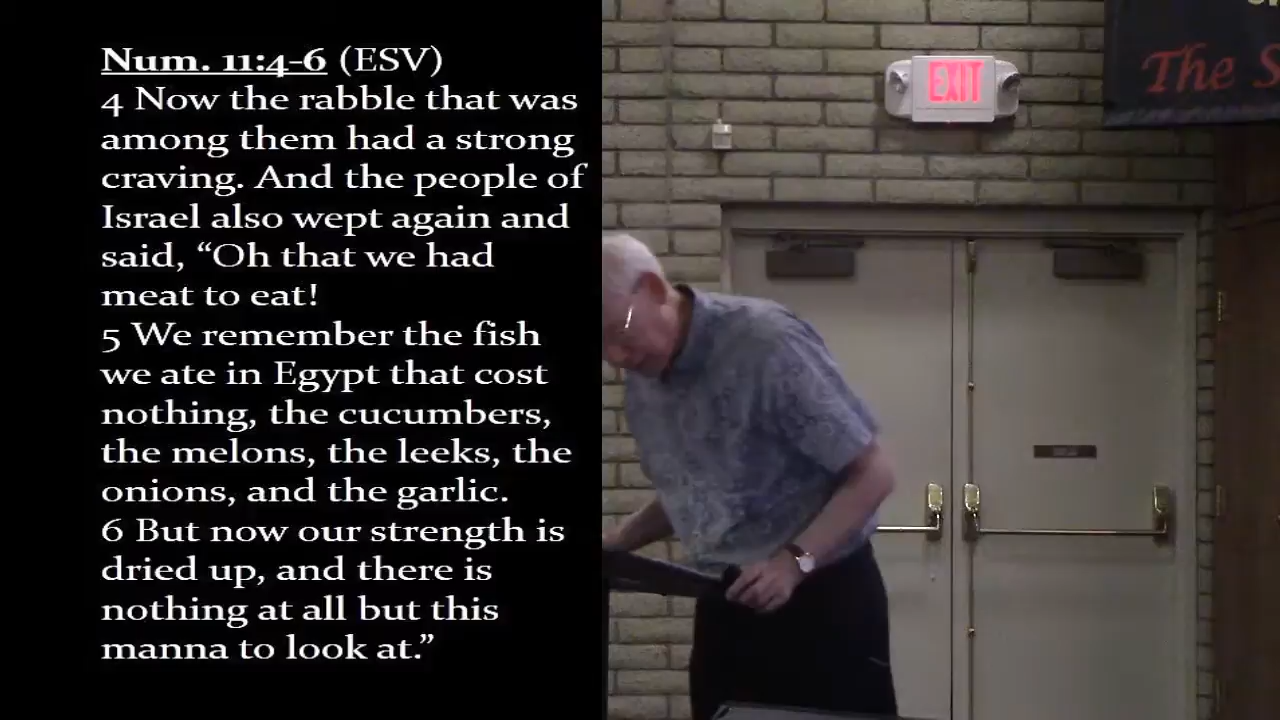 Num. 11:4-6 (ESV)
4 Now the rabble that was
among them had a strong
craving. And the people of
Israel also wept again and
said, “Oh that we had
meat to eat!
5 We remember the fish
we ate in Egypt that cost
nothing, the cucumbers,
the melons, the leeks, the
onions, and the garlic.
6 But now our strength is
dried up, and there is
nothing at all but this
manna to look at.”
EXIT
The S